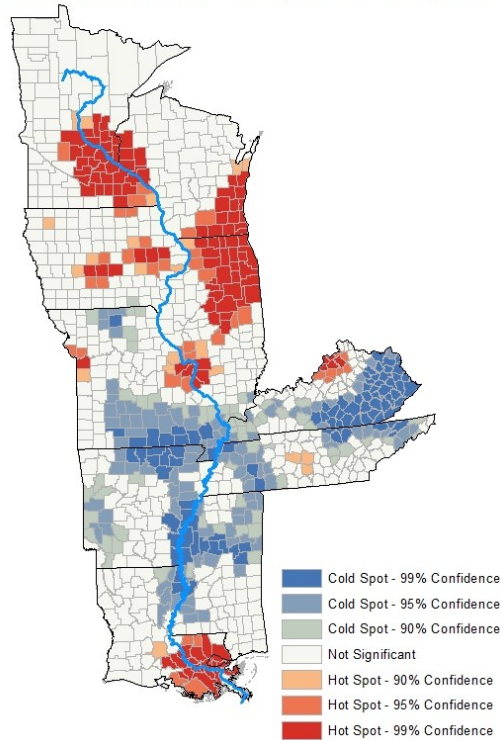 Cold Spot - 99% Confidence
Cold Spot - 95% Confidence
Cold Spot - 90% Confidence
Not Significant
Hot Spot - 90% Confidence
Hot Spot - 95% Confidence
Hot Spot - 99% Confidence